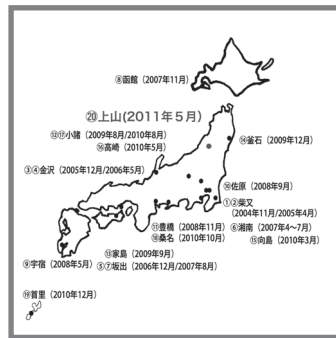 ⑧函館（2007年11月）
⑳上山(2011年５月)
⑫⑰小諸（2009年8月/2010年8月）
⑯高崎（2010年5月）
⑭釜石（2009年12月）
③④金沢（2005年12月/2006年5月）
⑩佐原（2008年9月）
①②柴又
（2004年11月/2005年4月）
⑪豊橋（2008年11月）
⑥湘南（2007年4〜7月）
⑱桑名（2010年10月）
⑮向島（2010年3月）
⑬家島（2009年9月）
⑨宇宿（2008年5月）
⑤⑦坂出（2006年12月/2007年8月）
⑲首里（2010年12月）